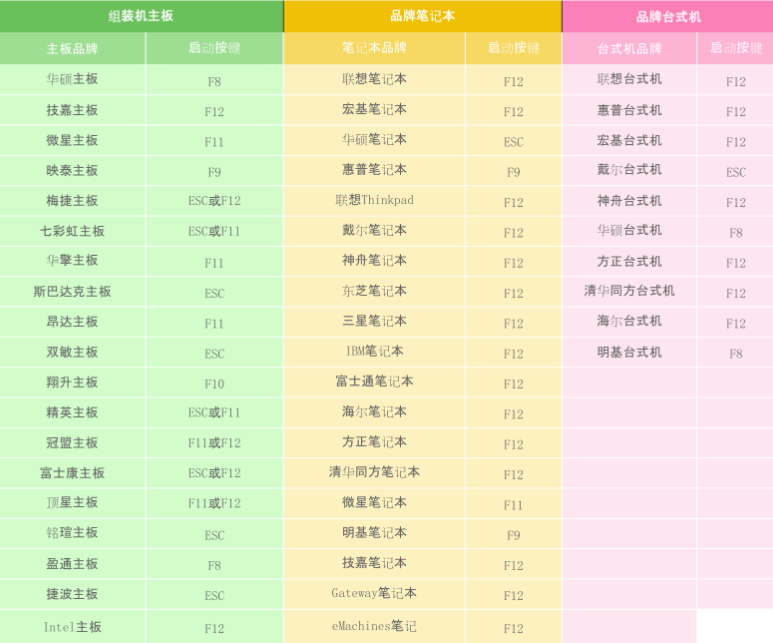 组装机主板 品牌笔记本 品牌台式机
主板品牌 启动按键 笔记本品牌 启动按键 台式机品牌 启动按键
华硕主板 F8 联想笔记本 F12 联想台式机 F12
技嘉主板 F12 宏基笔记本 F12 惠普台式机 F12
微星主板 F11 华硕笔记本 ESC 宏基台式机 F12
映泰主板 F9 惠普笔记本 F9 戴尔台式机 ESC
梅捷主板 ESC或F12 联想Thinkpad F12 神舟台式机 F12
七彩虹主板 ESC或F11 戴尔笔记本 F12 华硕台式机 F8
华擎主板 F11 神舟笔记本 F12 方正台式机 F12
斯巴达克主板 ESC 东芝笔记本 F12 清华同方台式机 F12
昂达主板 F11 三星笔记本 F12 海尔台式机 F12
双敏主板 ESC IBM笔记本 F12 明基台式机 F8
翔升主板 F10 富士通笔记本 F12
精英主板 ESC或F11 海尔笔记本 F12
冠盟主板 F11或F12 方正笔记本 F12
富士康主板 ESC或F12 清华同方笔记本 F12
顶星主板 F11或F12 微星笔记本 F11
铭瑄主板 ESC 明基笔记本 F9
盈通主板 F8 技嘉笔记本 F12
捷波主板 ESC Gateway笔记本 F12
Intel主板 F12 eMachines笔记 F12